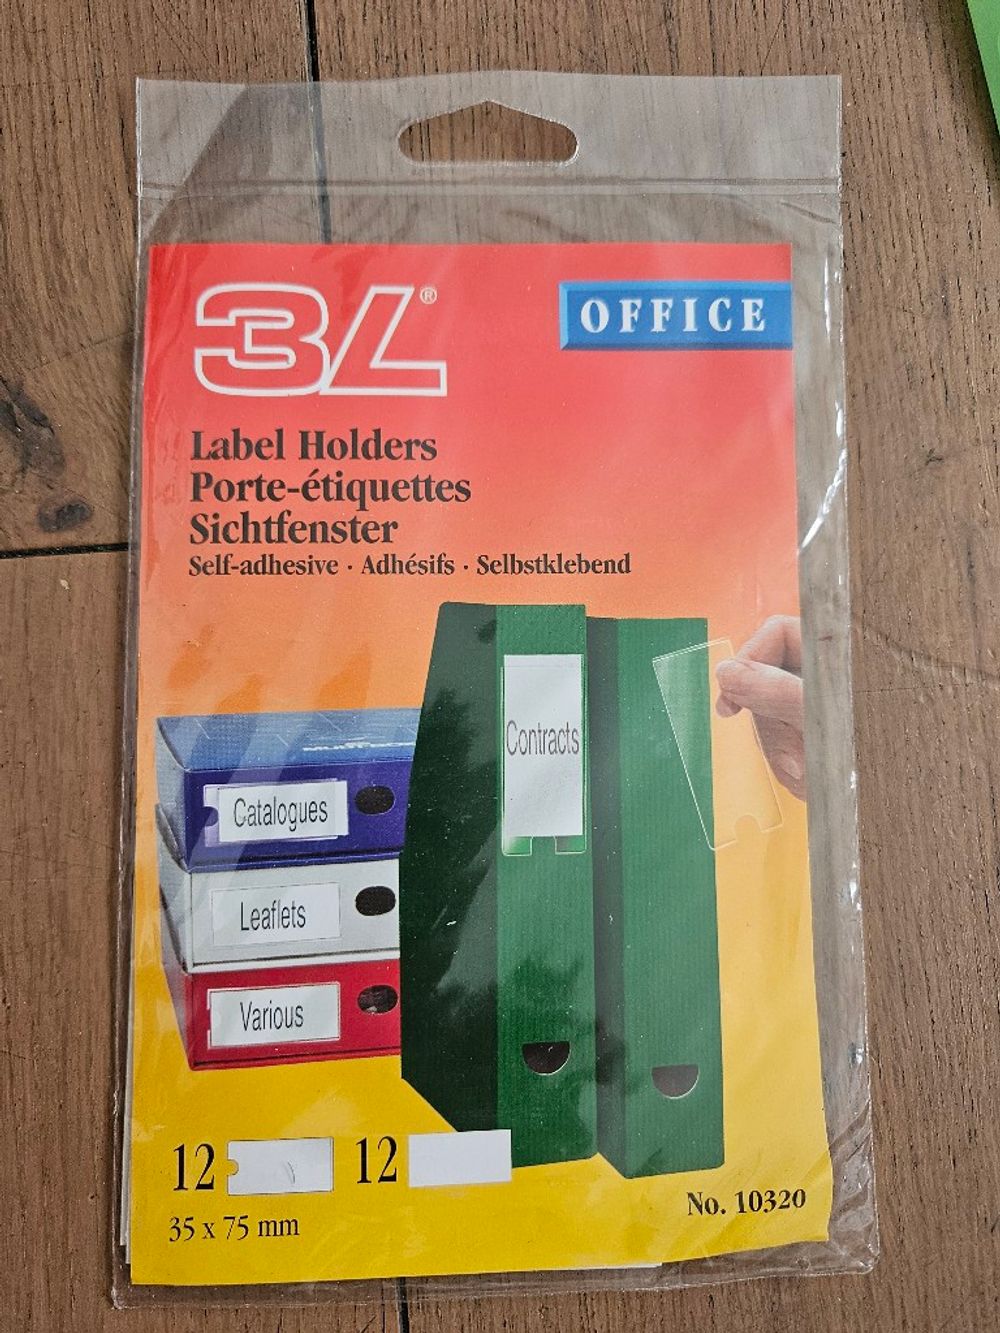 3L®
OFFICE
Label Holders
Porte-étiquettes
Sichtfenster
Self-adhesive · Adhésifs · Selbstklebend
Contracts
Catalogues
Leaflets
Various
12 12
35 x 75 mm
No. 10320